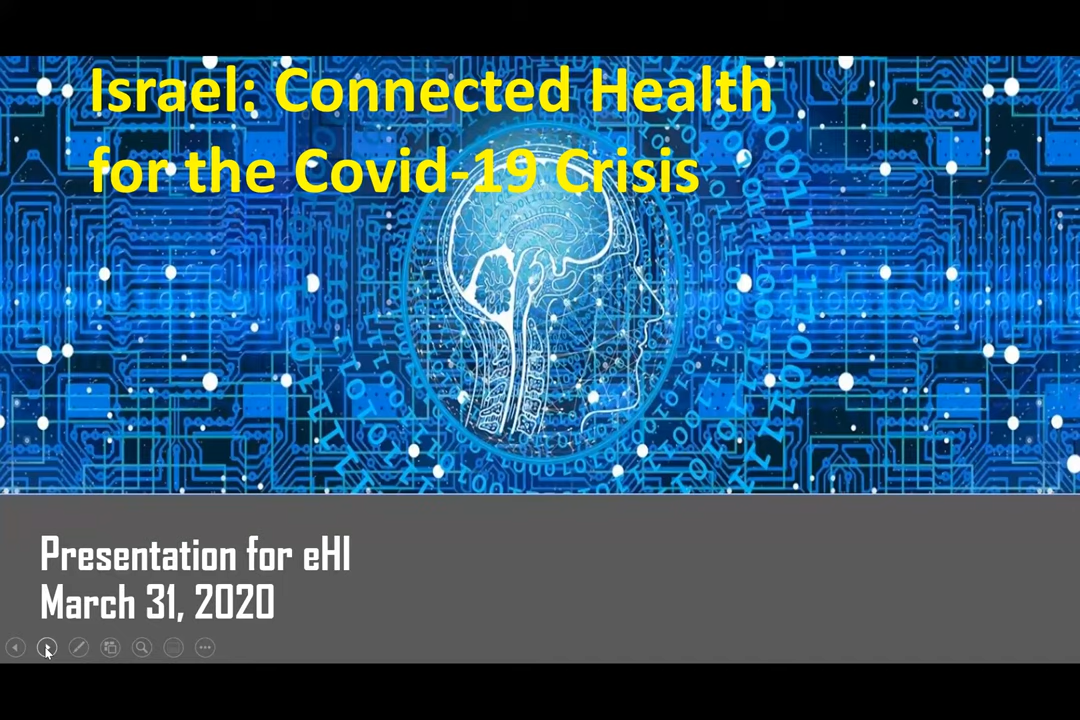 Israel: Connected Health
for the Covid-19 Crisis
Presentation for eHI
March 31, 2020